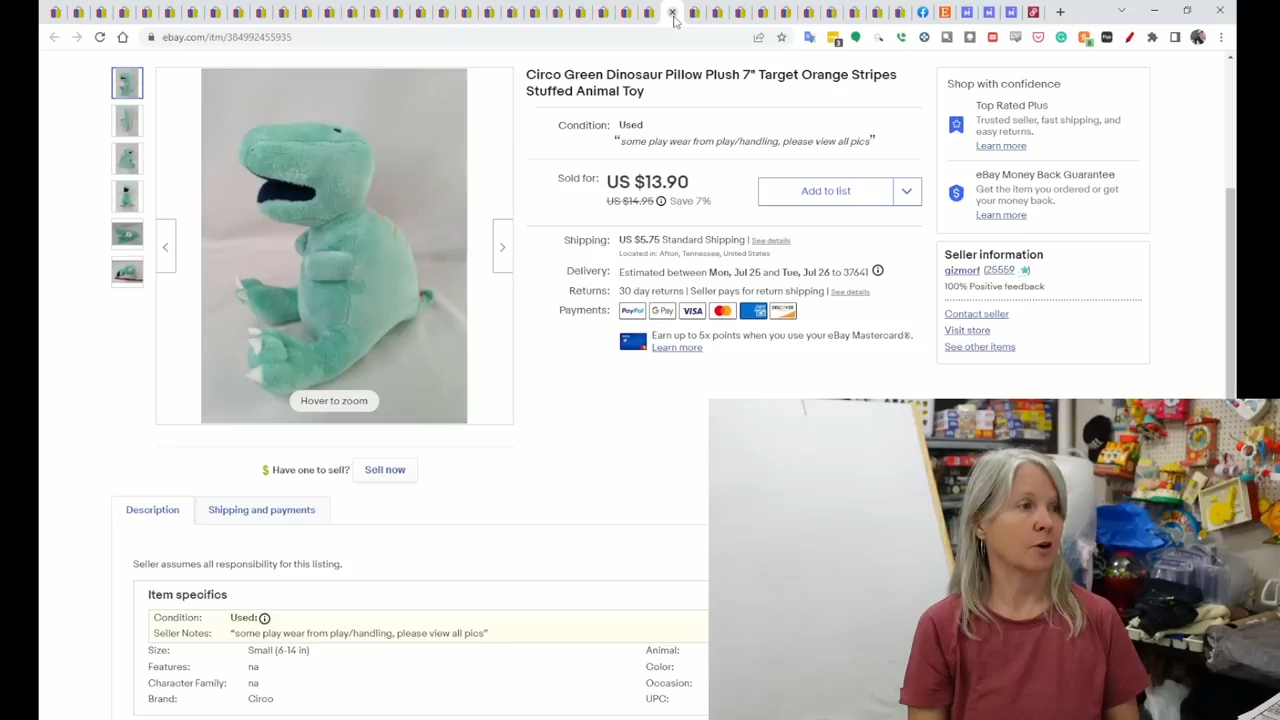 ebay.com/itm/384992455935
Circo Green Dinosaur Pillow Plush 7" Target Orange Stripes
Stuffed Animal Toy
Condition: Used
"some play wear from play/handling, please view all pics"
Sold for: US $13.90
US $14.95 Save 7%
Add to list
Shipping: US $5.75 Standard Shipping | See details
Located in: Afton, Tennessee, United States
Delivery: Estimated between Mon, Jul 25 and Tue, Jul 26 to 37641
Returns: 30 day returns | Seller pays for return shipping | See details
Payments: PayPal G Pay VISA DISCOVER
Earn up to 5x points when you use your eBay Mastercard®.
Learn more
Shop with confidence
Top Rated Plus
Trusted seller, fast shipping, and
easy returns.
Learn more
eBay Money Back Guarantee
Get the item you ordered or get
your money back.
Learn more
Seller information
gizmorf (25559)
100% Positive feedback
Contact seller
Visit store
See other items
Hover to zoom
Have one to sell? Sell now
Description Shipping and payments
Seller assumes all responsibility for this listing.
Item specifics
Condition: Used:
Seller Notes: "some play wear from play/handling, please view all pics"
Size: Small (6-14 in) Animal:
Features: na Color:
Character Family: na Occasion:
Brand: Circo UPC: